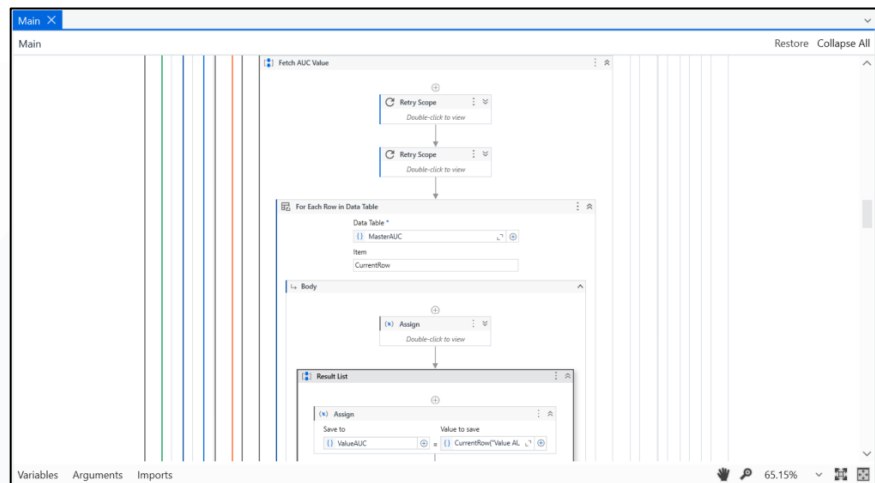 Main
Main
Restore Collapse All
Fetch AUC Value
Retry Scope
Double-click to view
Retry Scope
Double-click to view
For Each Row in Data Table
Data Table *
MasterAUC
Item
CurrentRow
Body
(x) Assign
Double-click to view
Result List
(x) Assign
Save to Value to save
ValueAUC = CurrentRow("Value AU
Variables Arguments Imports 65.15%